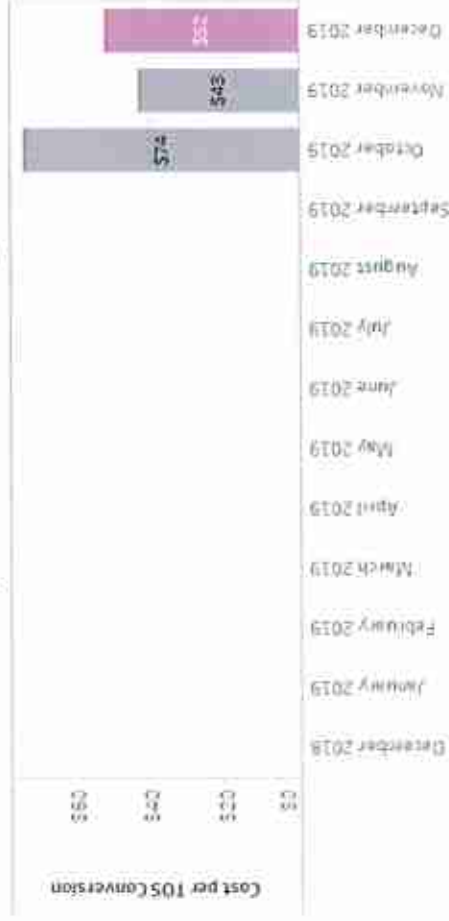 Cost per TOS Conversion
$0
$20
$40
$60
December 2018
January 2019
February 2019
March 2019
April 2019
May 2019
June 2019
July 2019
August 2019
September 2019
October 2019
$74
November 2019
$43
December 2019
$52